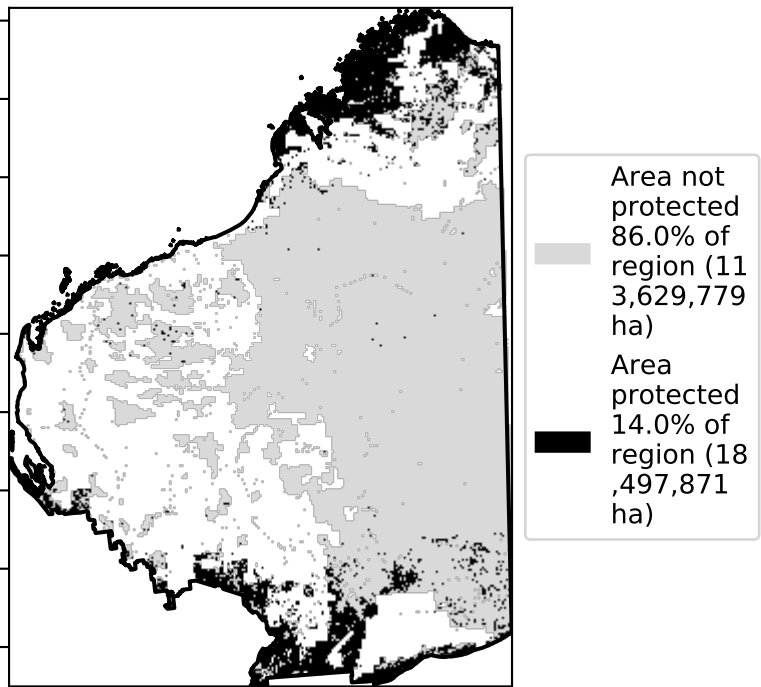 Area not
protected
86.0% of
region (11
3,629,779
ha)
Area
protected
14.0% of
region (18
,497,871
ha)